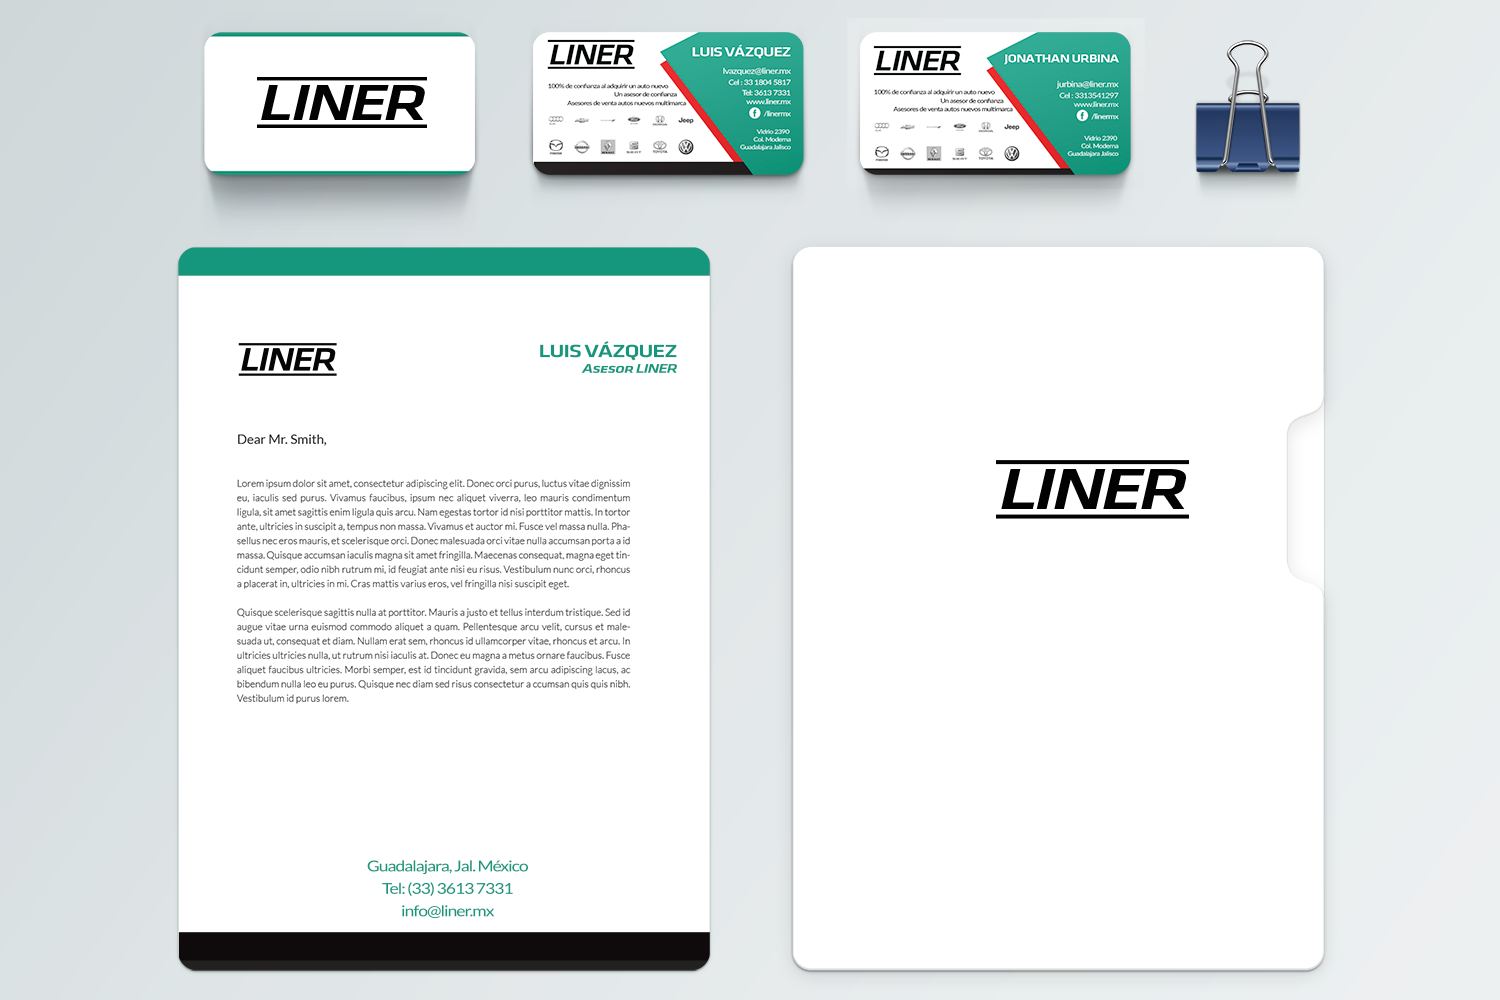 LINER
LINER
LUIS VÁZQUEZ
lvazquez@liner.mx
Cel : 33 1804 5817
Tel: 3613 7331
www.liner.mx
/linermx
Vidrio 2390
Col. Moderna
Guadalajara Jalisco
100% de confianza al adquirir un auto nuevo
Un asesor de confianza
Asesores de venta autos nuevos multimarca
Jeep
LINER
JONATHAN URBINA
jurbina@liner.mx
Cel : 3313541297
www.liner.mx
/linermx
Vidrio 2390
Col. Moderna
Guadalajara Jalisco
100% de confianza al adquirir un auto nuevo
Un asesor de confianza
Asesores de venta autos nuevos multimarca
Jeep
LINER
LUIS VÁZQUEZ
ASESOR LINER
Dear Mr. Smith,
Lorem ipsum dolor sit amet, consectetur adipiscing elit. Donec orci purus, luctus vitae dignissim
eu, iaculis sed purus. Vivamus faucibus, ipsum nec aliquet viverra, leo mauris condimentum
ligula, sit amet sagittis enim ligula quis arcu. Nam egestas tortor id nisi porttitor mattis. In tortor
ante, ultricies in suscipit a, tempus non massa. Vivamus et auctor mi. Fusce vel massa nulla. Pha-
sellus nec eros mauris, et scelerisque orci. Donec malesuada orci vitae nulla accumsan porta a id
massa. Quisque accumsan iaculis magna sit amet fringilla. Maecenas consequat, magna eget tin-
cidunt semper, odio nibh rutrum mi, id feugiat ante nisi eu risus. Vestibulum nunc orci, rhoncus
a placerat in, ultricies in mi. Cras mattis varius eros, vel fringilla nisi suscipit eget.
Quisque scelerisque sagittis nulla at porttitor. Mauris a justo et tellus interdum tristique. Sed id
augue vitae urna euismod commodo aliquet a quam. Pellentesque arcu velit, cursus et male-
suada ut, consequat et diam. Nullam erat sem, rhoncus id ullamcorper vitae, rhoncus et arcu. In
ultricies ultricies nulla, ut rutrum nisi iaculis at. Donec eu magna a metus ornare faucibus. Fusce
aliquet faucibus ultricies. Morbi semper, est id tincidunt gravida, sem arcu adipiscing lacus, ac
bibendum nulla leo eu purus. Quisque nec diam sed risus consectetur a ccumsan quis quis nibh.
Vestibulum id purus lorem.
Guadalajara, Jal. México
Tel: (33) 3613 7331
info@liner.mx
LINER